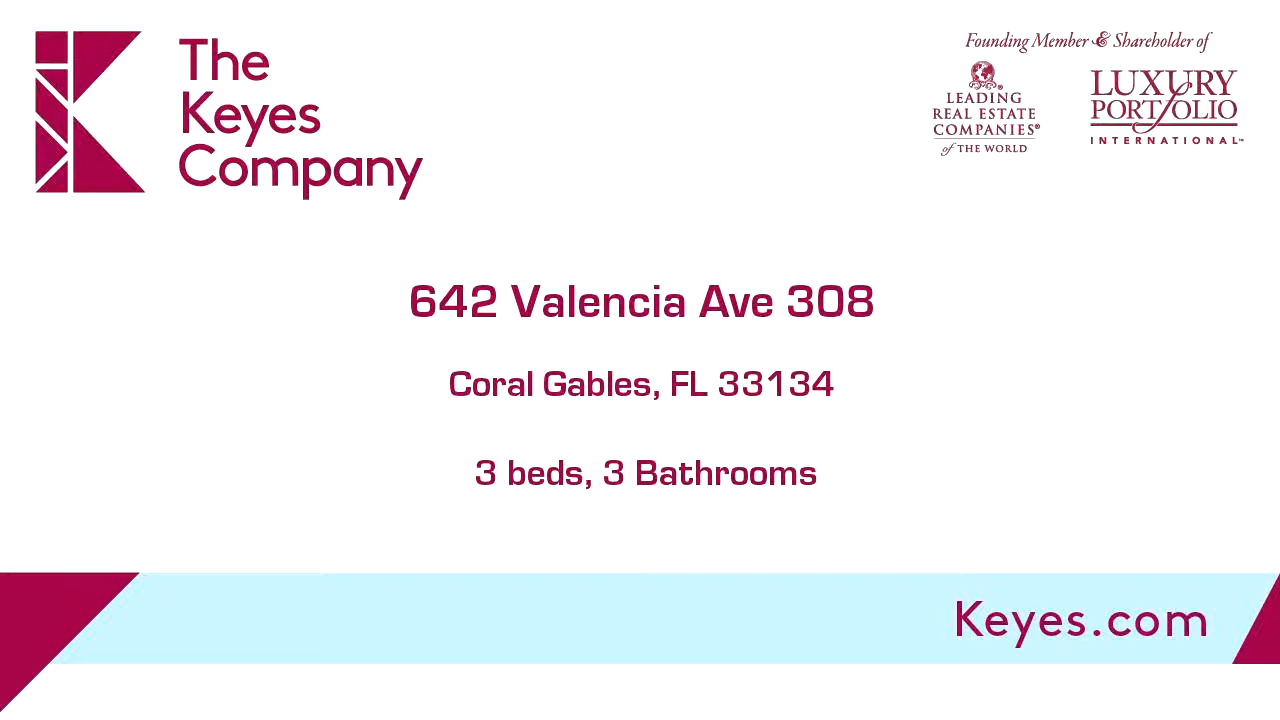 The
Keyes
Company
Founding Member & Shareholder of
LEADING
REAL ESTATE
COMPANIES®
of THE WORLD
LUXURY
PORTFOLIO
INTERNATIONAL™
642 Valencia Ave 308
Coral Gables, FL 33134
3 beds, 3 Bathrooms
Keyes.com